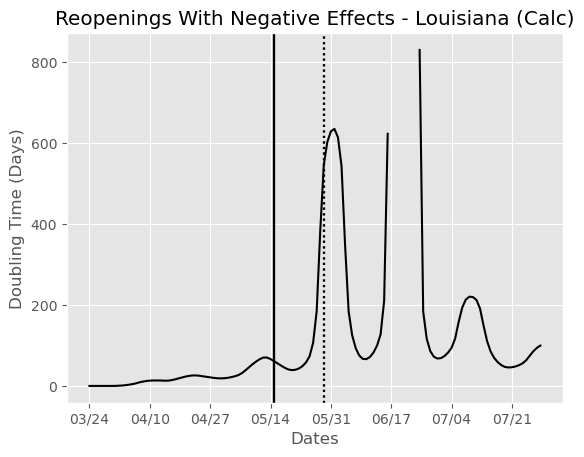 Reopenings With Negative Effects - Louisiana (Calc)
Doubling Time (Days)
800
600
400
200
0
03/24 04/10 04/27 05/14 05/31 06/17 07/04 07/21
Dates